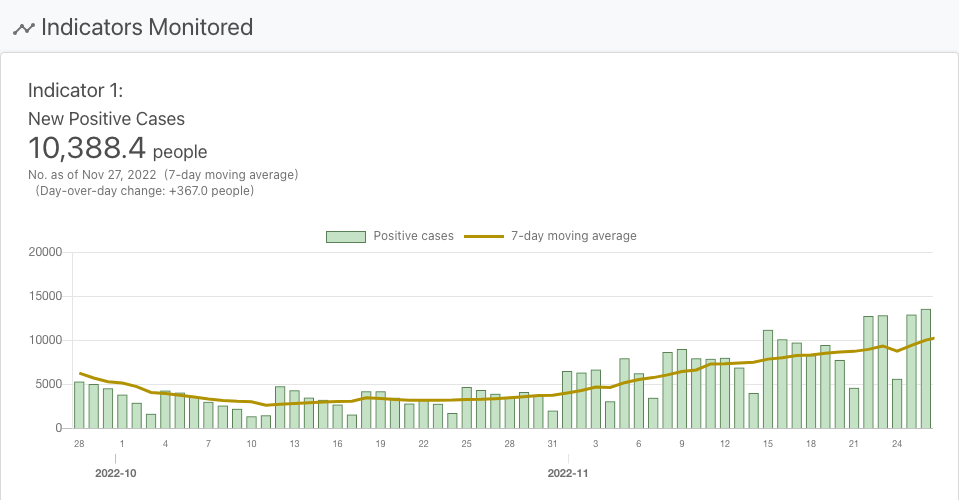 Indicators Monitored
Indicator 1:
New Positive Cases
10,388.4 people
No. as of Nov 27, 2022 (7-day moving average)
(Day-over-day change: +367.0 people)
Positive cases 7-day moving average
20000
15000
10000
5000
0
28 1 4 7 10 13 16 19 22 25 28 31 3 6 9 12 15 18 21 24
2022-10 2022-11